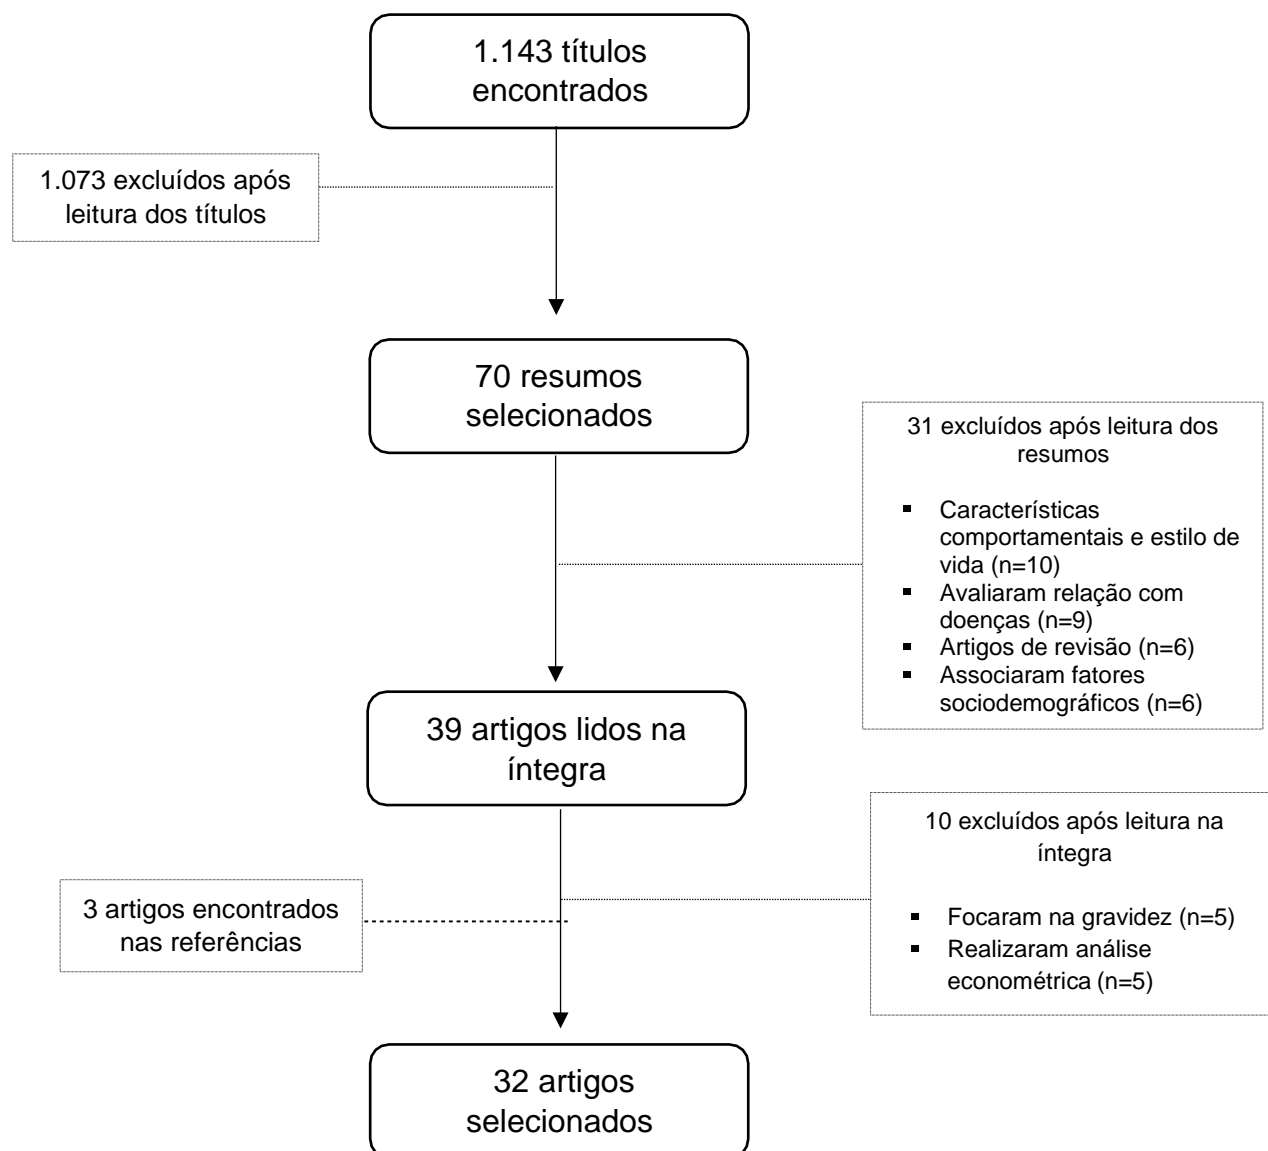 1.143 títulos
encontrados
1.073 excluídos após
leitura dos títulos
70 resumos
selecionados
31 excluídos após leitura dos
resumos
▪ Características
comportamentais e estilo de
vida (n=10)
▪ Avaliaram relação com
doenças (n=9)
▪ Artigos de revisão (n=6)
▪ Associaram fatores
sociodemográficos (n=6)
39 artigos lidos na
íntegra
10 excluídos após leitura na
íntegra
▪ Focaram na gravidez (n=5)
▪ Realizaram análise
econométrica (n=5)
3 artigos encontrados
nas referências
32 artigos
selecionados